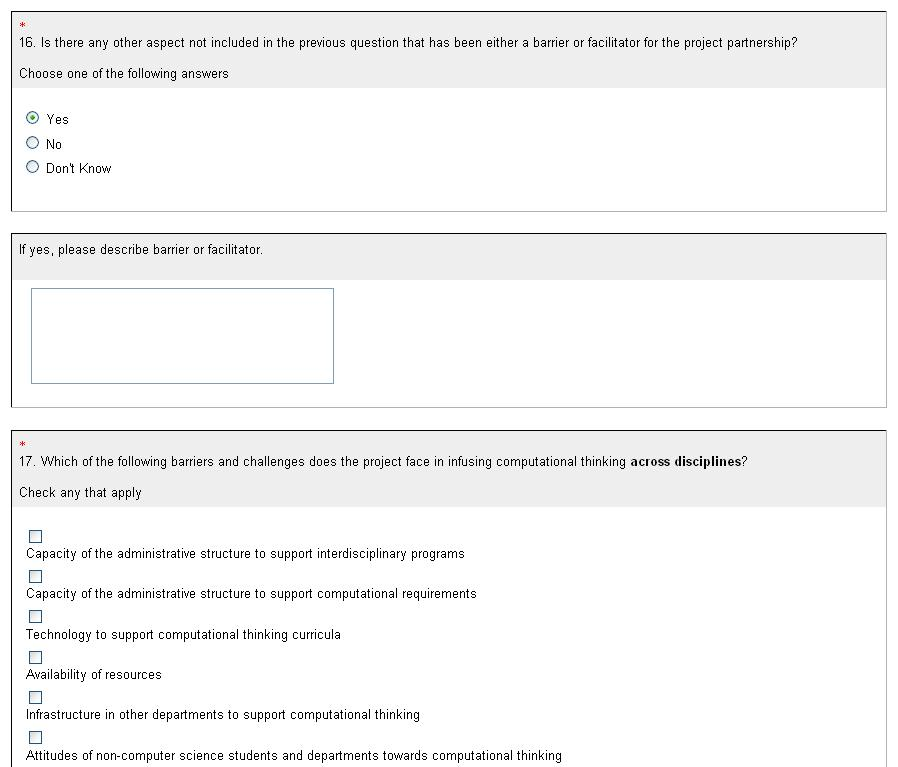 *
16. Is there any other aspect not included in the previous question that has been either a barrier or facilitator for the project partnership?
Choose one of the following answers
Yes
No
Don't Know
If yes, please describe barrier or facilitator.
*
17. Which of the following barriers and challenges does the project face in infusing computational thinking across disciplines?
Check any that apply
Capacity of the administrative structure to support interdisciplinary programs
Capacity of the administrative structure to support computational requirements
Technology to support computational thinking curricula
Availability of resources
Infrastructure in other departments to support computational thinking
Attitudes of non-computer science students and departments towards computational thinking